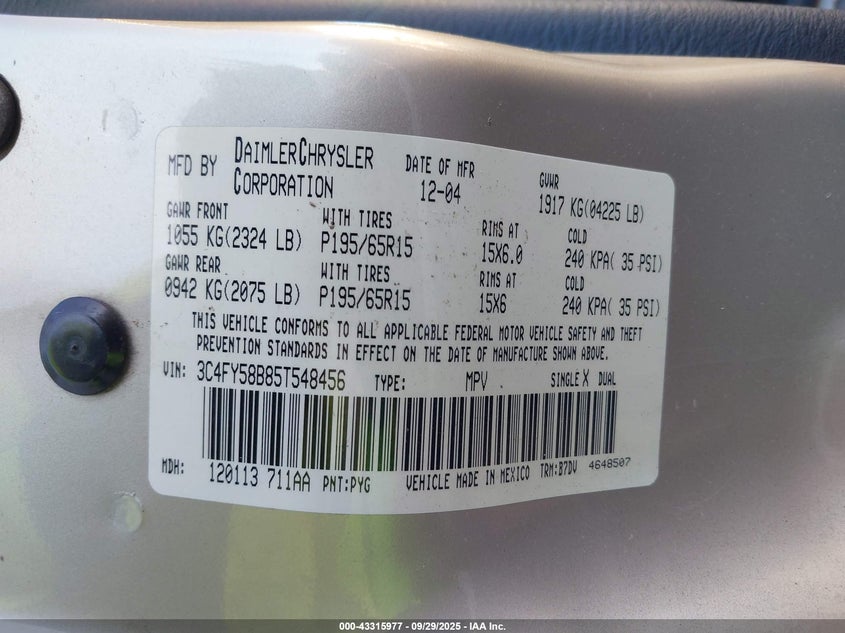 MFD BY DAIMLERCHRYSLER CORPORATION DATE OF MFR 12-04 GVWR 1917 KG(04225 LB)
GAWR FRONT WITH TIRES RIMS AT COLD
1055 KG(2324 LB) P195/65R15 15X6.0 240 KPA( 35 PSI)
GAWR REAR WITH TIRES RIMS AT COLD
0942 KG(2075 LB) P195/65R15 15X6 240 KPA( 35 PSI)
THIS VEHICLE CONFORMS TO ALL APPLICABLE FEDERAL MOTOR VEHICLE SAFETY AND THEFT
PREVENTION STANDARDS IN EFFECT ON THE DATE OF MANUFACTURE SHOWN ABOVE.
VIN: 3C4FY58B85T548456 TYPE: MPV SINGLE X DUAL
MDH: 120113 711AA PNT:PYG VEHICLE MADE IN MEXICO TRM:B7DV 4648507
000-43315977 - 09/29/2025 - IAA Inc.